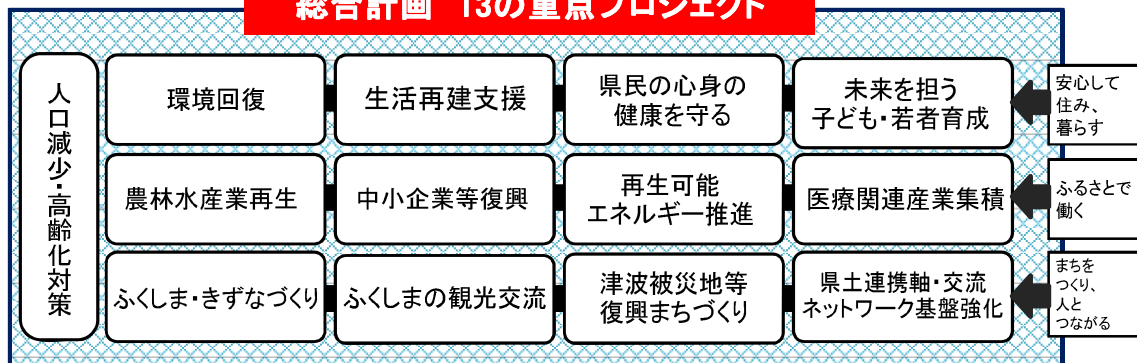 総合計画 13の重点プロジェクト
人口減少・高齢化対策
環境回復
生活再建支援
県民の心身の
健康を守る
未来を担う
子ども・若者育成
安心して
住み、
暮らす
農林水産業再生
中小企業等復興
再生可能
エネルギー推進
医療関連産業集積
ふるさとで
働く
ふくしま・きずなづくり
ふくしまの観光交流
津波被災地等
復興まちづくり
県土連携軸・交流
ネットワーク基盤強化
まちを
つくり、
人と
つながる